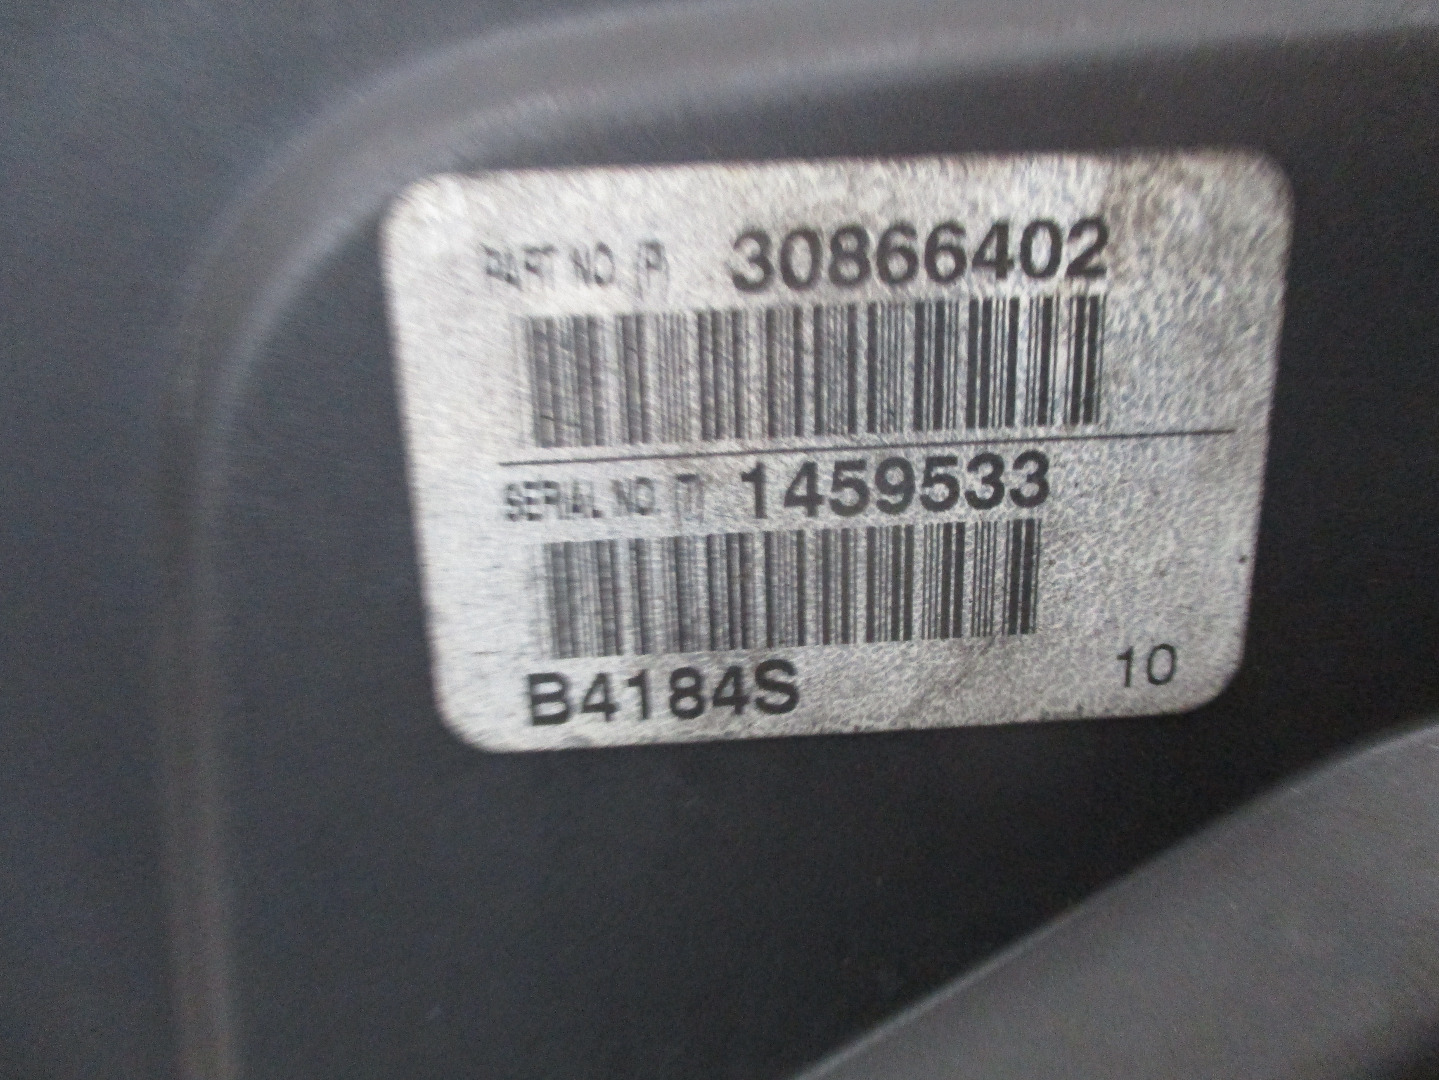 PART NO. (P) 30866402
SERIAL NO. (T) 1459533
B4184S 10